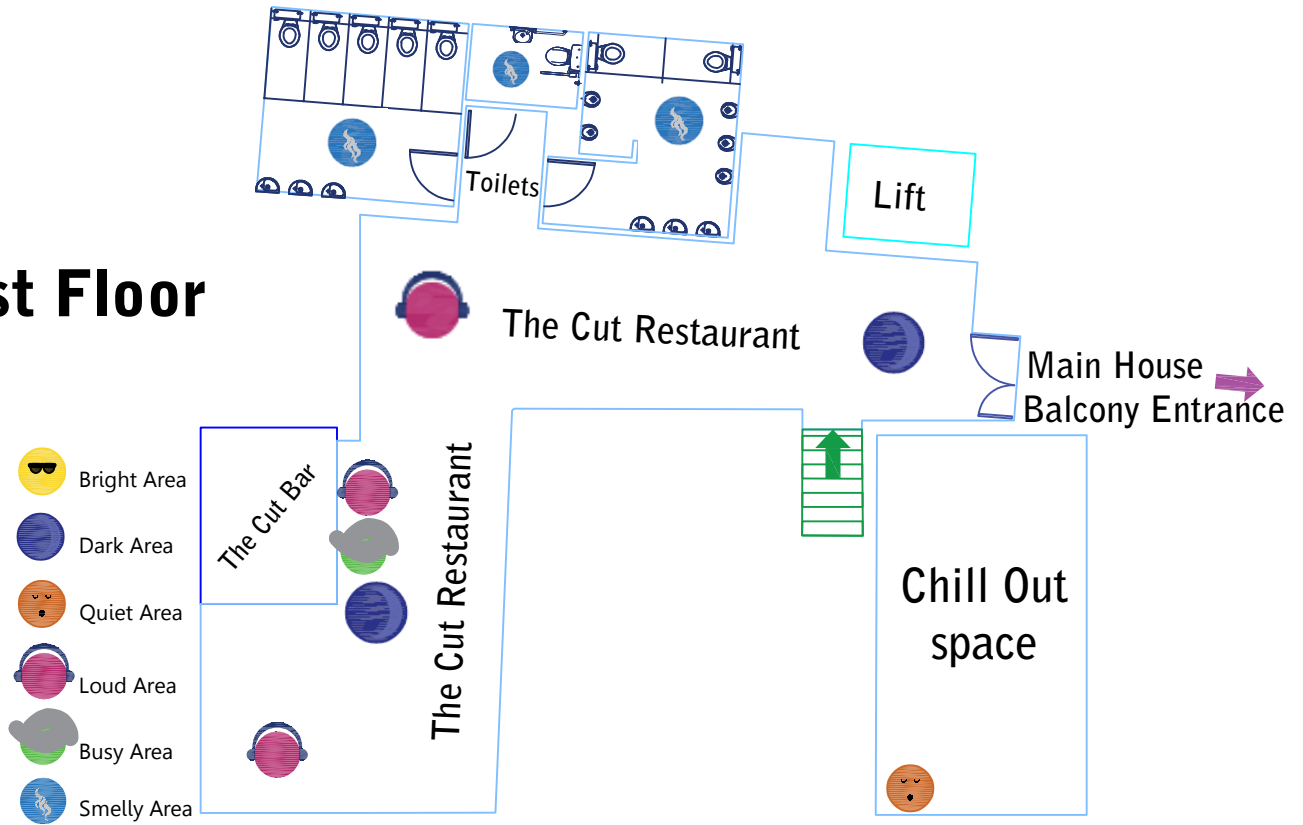 Toilets
Lift
st Floor
The Cut Restaurant
Main House
Balcony Entrance
The Cut Bar
The Cut Restaurant
Chill Out
space
Bright Area
Dark Area
Quiet Area
Loud Area
Busy Area
Smelly Area